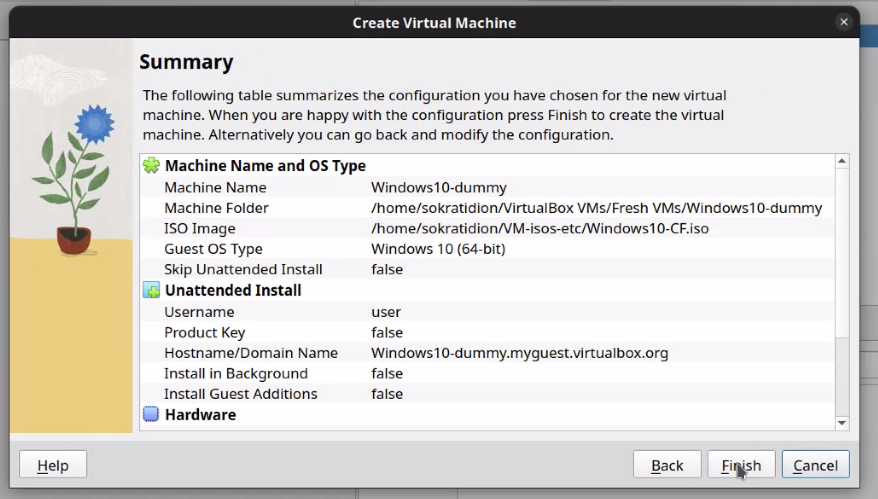 Create Virtual Machine
Summary
The following table summarizes the configuration you have chosen for the new virtual
machine. When you are happy with the configuration press Finish to create the virtual
machine. Alternatively you can go back and modify the configuration.
Machine Name and OS Type
Machine Name Windows10-dummy
Machine Folder /home/sokratidion/VirtualBox VMs/Fresh VMs/Windows10-dummy
ISO Image /home/sokratidion/VM-isos-etc/Windows10-CF.iso
Guest OS Type Windows 10 (64-bit)
Skip Unattended Install false
Unattended Install
Username user
Product Key false
Hostname/Domain Name Windows10-dummy.myguest.virtualbox.org
Install in Background false
Install Guest Additions false
Hardware
Help Back Finish Cancel